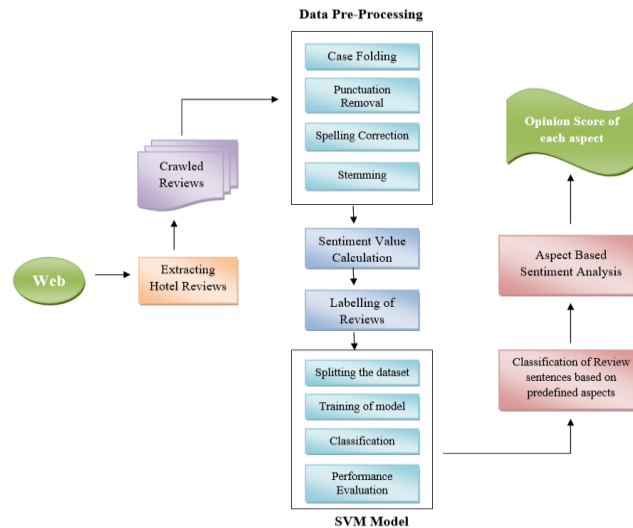 Data Pre-Processing
Case Folding
Punctuation
Removal
Spelling Correction
Stemming
Opinion Score of
each aspect
Crawled
Reviews
Web
Extracting
Hotel Reviews
Sentiment Value
Calculation
Labelling of
Reviews
Aspect Based
Sentiment Analysis
Splitting the dataset
Training of model
Classification
Performance
Evaluation
SVM Model
Classification of Review
sentences based on
predefined aspects